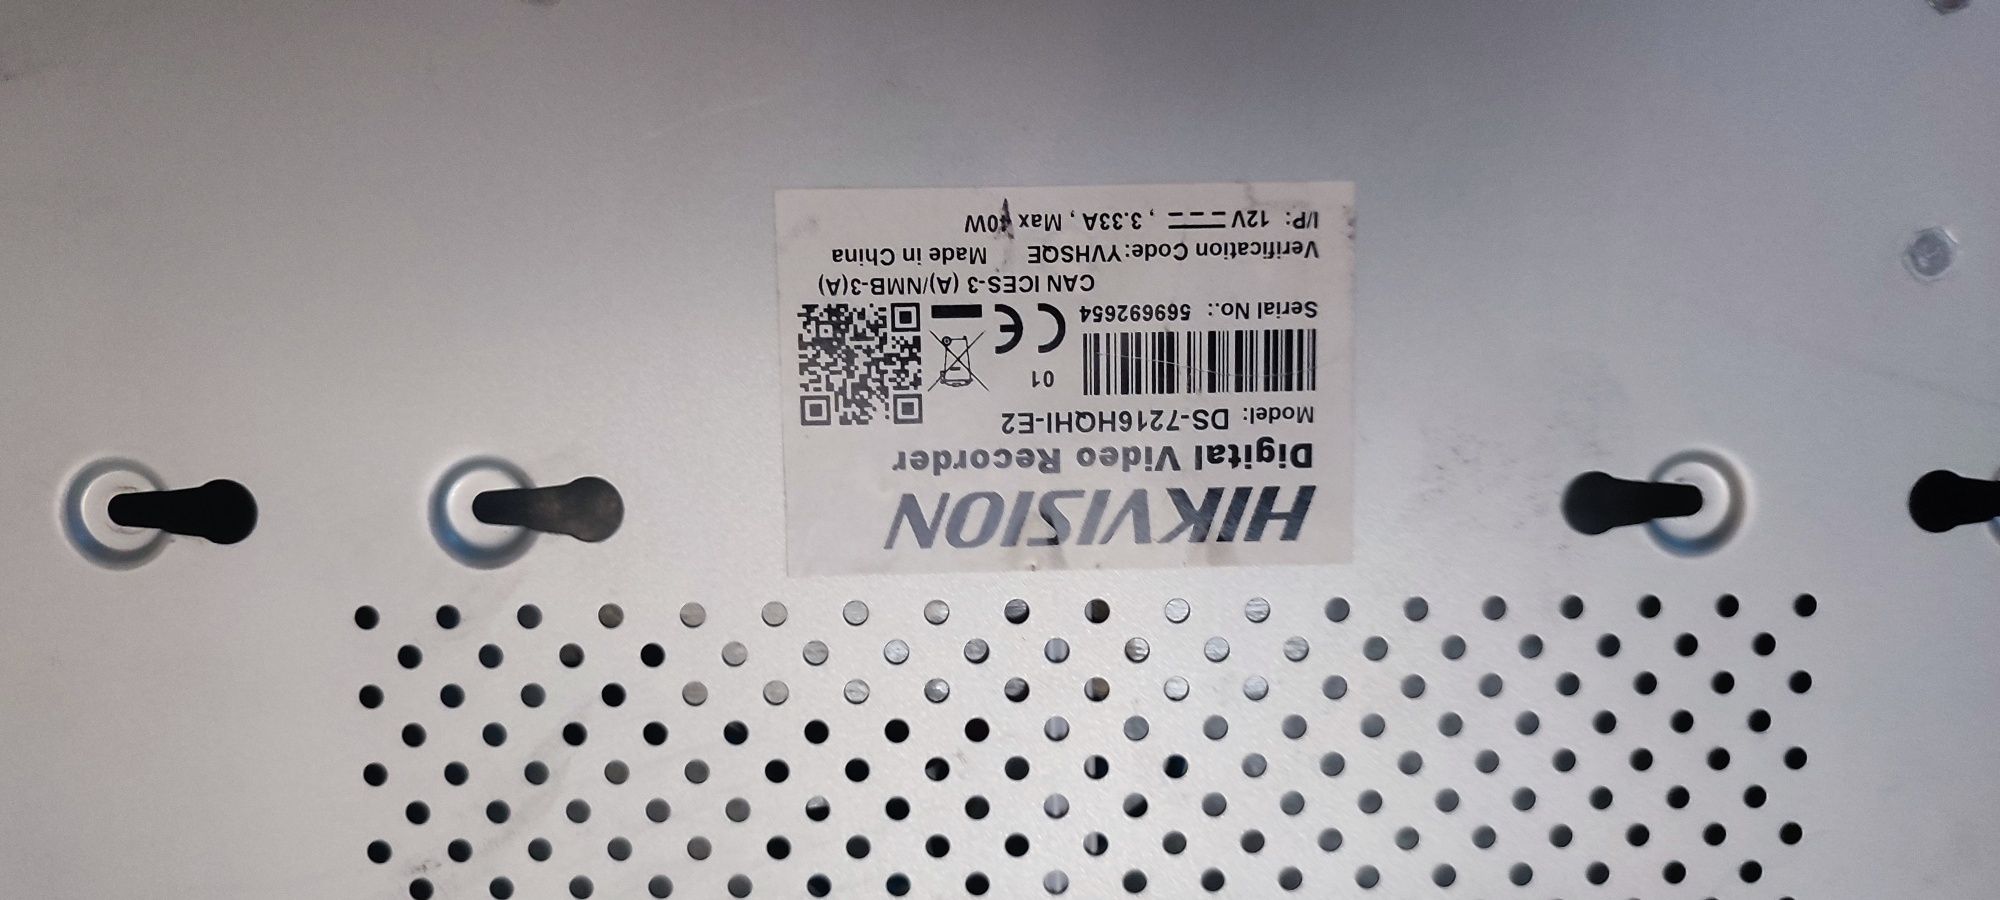 HIKVISION
Digital Video Recorder
Model: DS-7216HQHI-E2
01
CE
Serial No.: 569692654
CAN ICES-3 (A)/NMB-3(A)
Verification Code:YVHSQE Made in China
I/P: 12V⎓, 3.33A, Max 40W